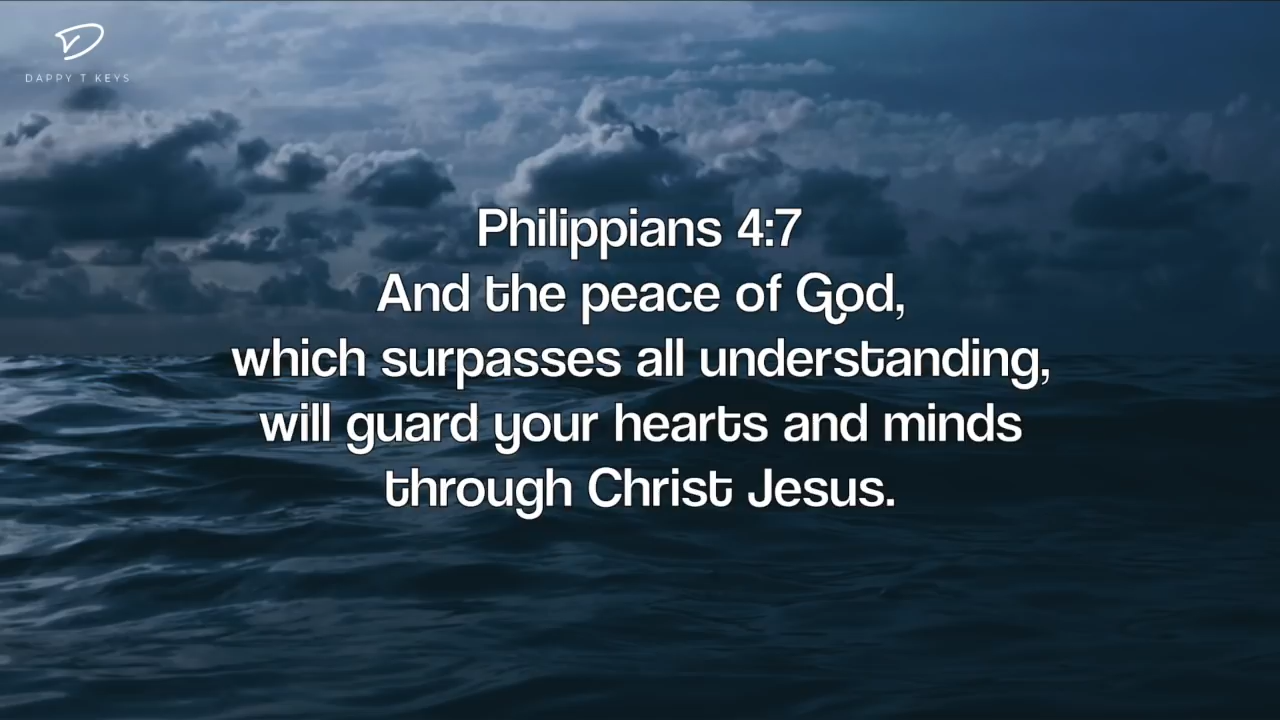 DAPPY T KEYS
Philippians 4:7
And the peace of God,
which surpasses all understanding,
will guard your hearts and minds
through Christ Jesus.